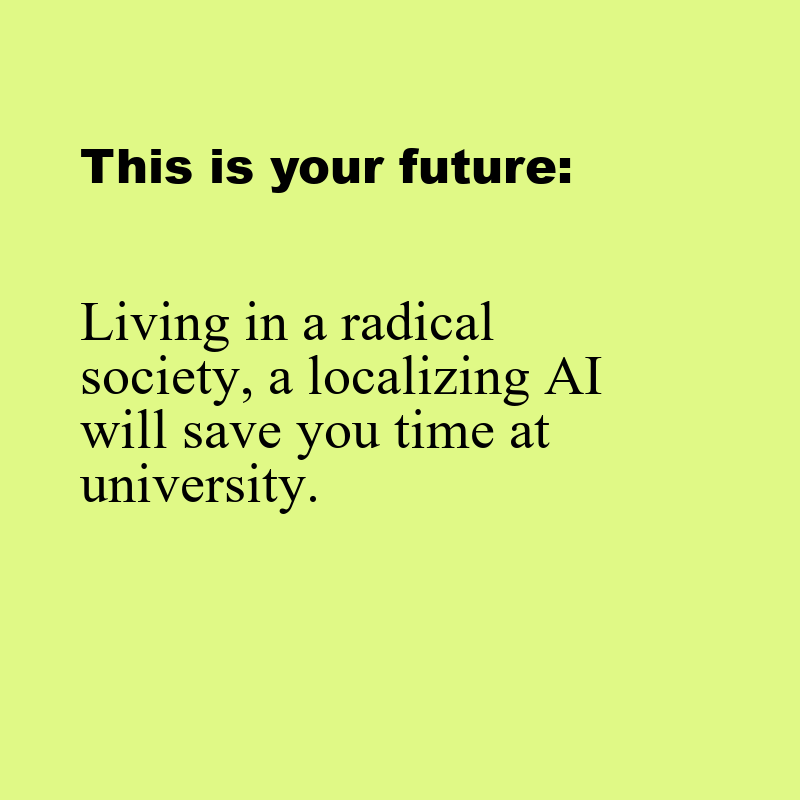 This is your future:
Living in a radical
society, a localizing AI
will save you time at
university.